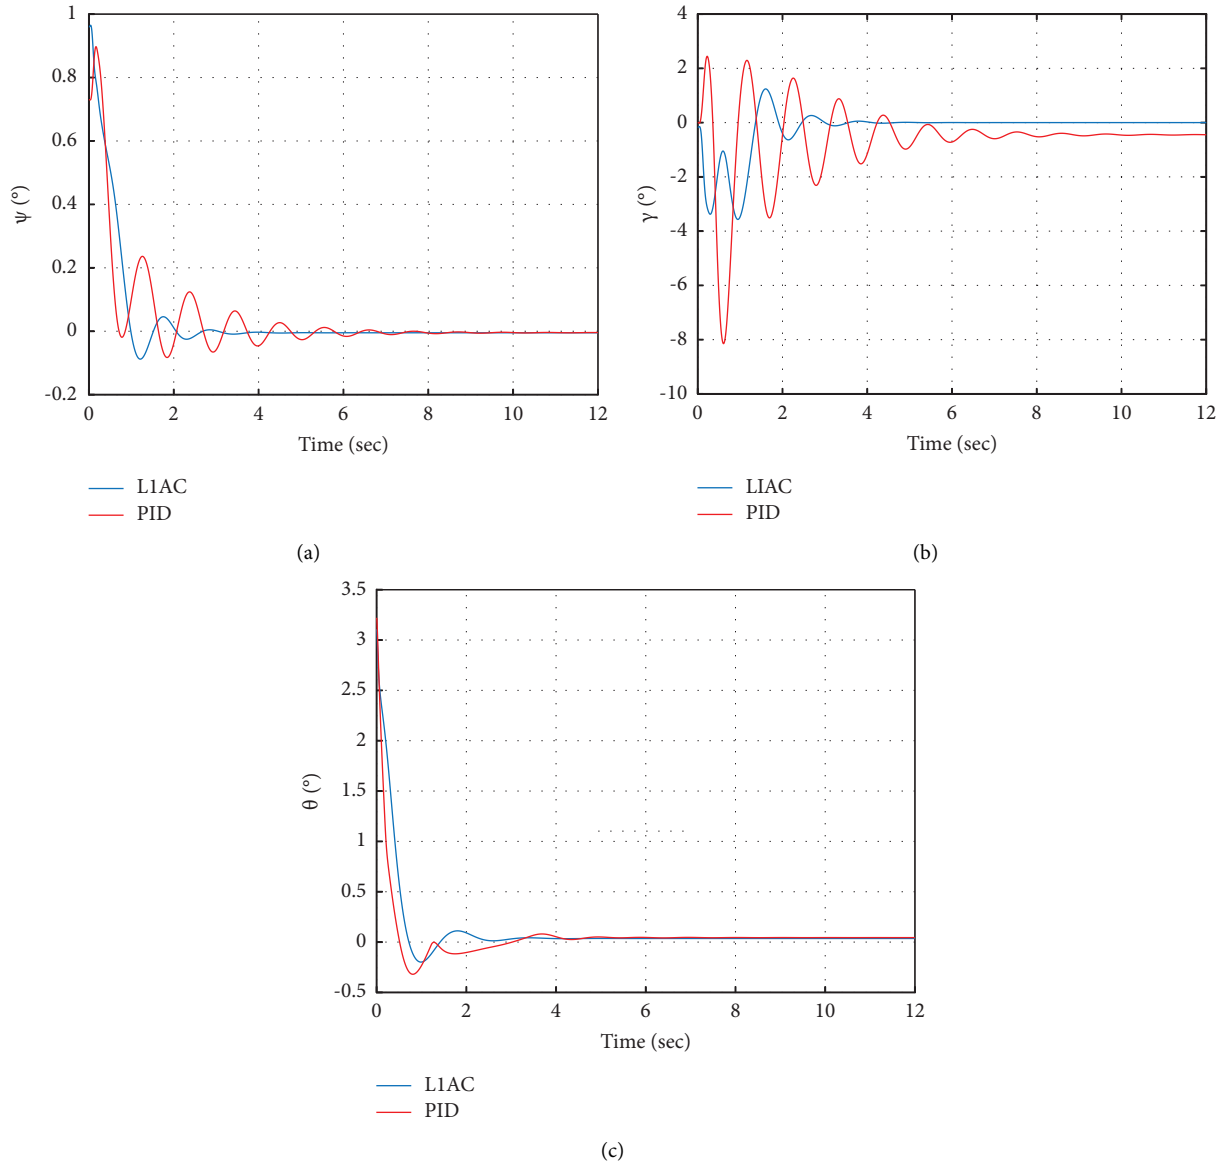 1
0.8
0.6
0.4
0.2
0
-0.2
ψ (°)
0 2 4 6 8 10 12
Time (sec)
L1AC
PID
(a)
4
2
0
-2
-4
-6
-8
-10
γ (°)
0 2 4 6 8 10 12
Time (sec)
LIAC
PID
(b)
3.5
3
2.5
2
1.5
1
0.5
0
-0.5
θ (°)
0 2 4 6 8 10 12
Time (sec)
L1AC
PID
(c)